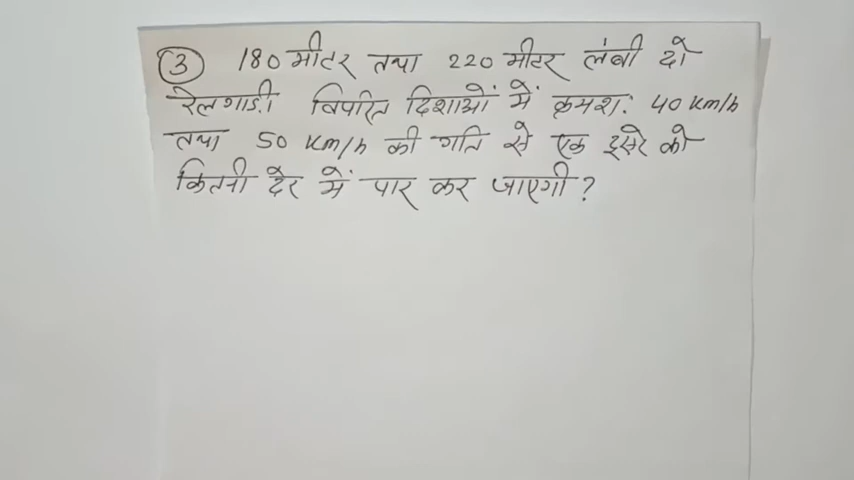 ③ 180 मीटर तथा 220 मीटर लंबी दो
रेलगाड़ी विपरित दिशाओं में क्रमश: 40 km/h
तथा 50 km/h की गति से एक दूसरे को
कितनी देर में पार कर जाएगी?